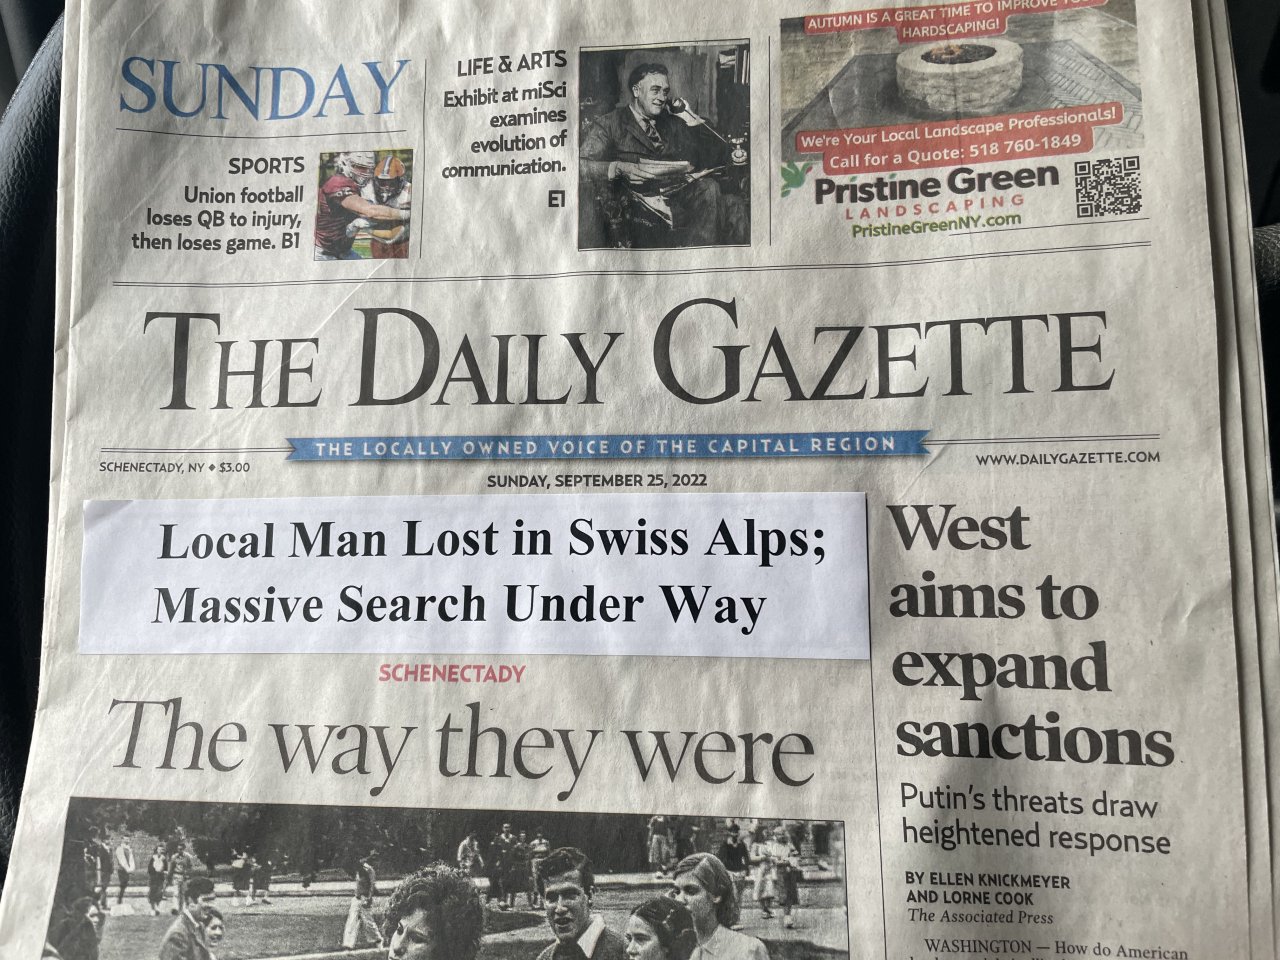 SUNDAY
SPORTS
Union football
loses QB to injury,
then loses game. B1
LIFE & ARTS
Exhibit at miSci
examines
evolution of
communication.
E1
AUTUMN IS A GREAT TIME TO IMPROVE
HARDSCAPING!
We're Your Local Landscape Professionals!
Call for a Quote: 518 760-1849
Pristine Green
LANDSCAPING
PristineGreenNY.com
THE DAILY GAZETTE
THE LOCALLY OWNED VOICE OF THE CAPITAL REGION
SCHENECTADY, NY ◆ $3.00
WWW.DAILYGAZETTE.COM
SUNDAY, SEPTEMBER 25, 2022
Local Man Lost in Swiss Alps;
Massive Search Under Way
SCHENECTADY
The way they were
West
aims to
expand
sanctions
Putin's threats draw
heightened response
BY ELLEN KNICKMEYER
AND LORNE COOK
The Associated Press
WASHINGTON — How do American